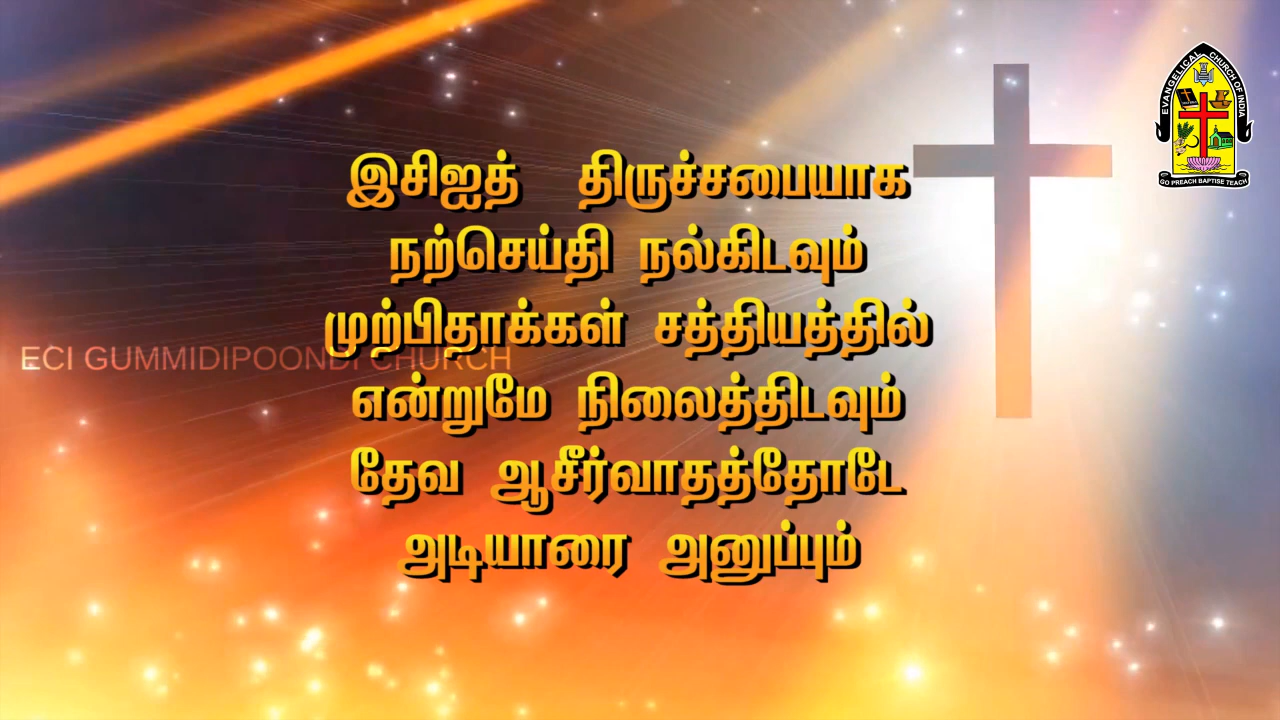 இசிஐத் திருச்சபையாக
நற்செய்தி நல்கிடவும்
முற்பிதாக்கள் சத்தியத்தில்
என்றுமே நிலைத்திடவும்
தேவ ஆசீர்வாதத்தோடே
அடியாரை அனுப்பும்
ECI GUMMIDIPOONDI CHURCH
EVANGELICAL CHURCH OF INDIA
GO PREACH BAPTISE TEACH